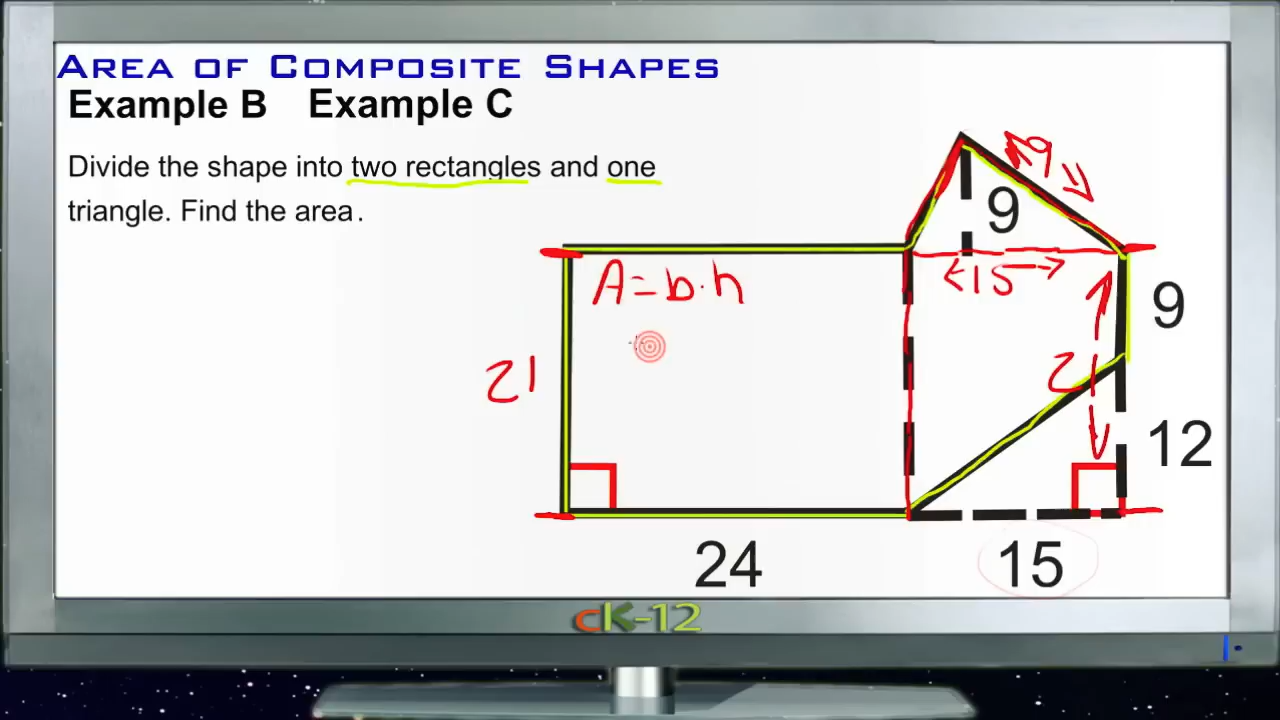 AREA OF COMPOSITE SHAPES
Example B Example C
Divide the shape into two rectangles and one
triangle. Find the area.
9
9
A=b·h
15
9
21
2
12
24
15
cK-12